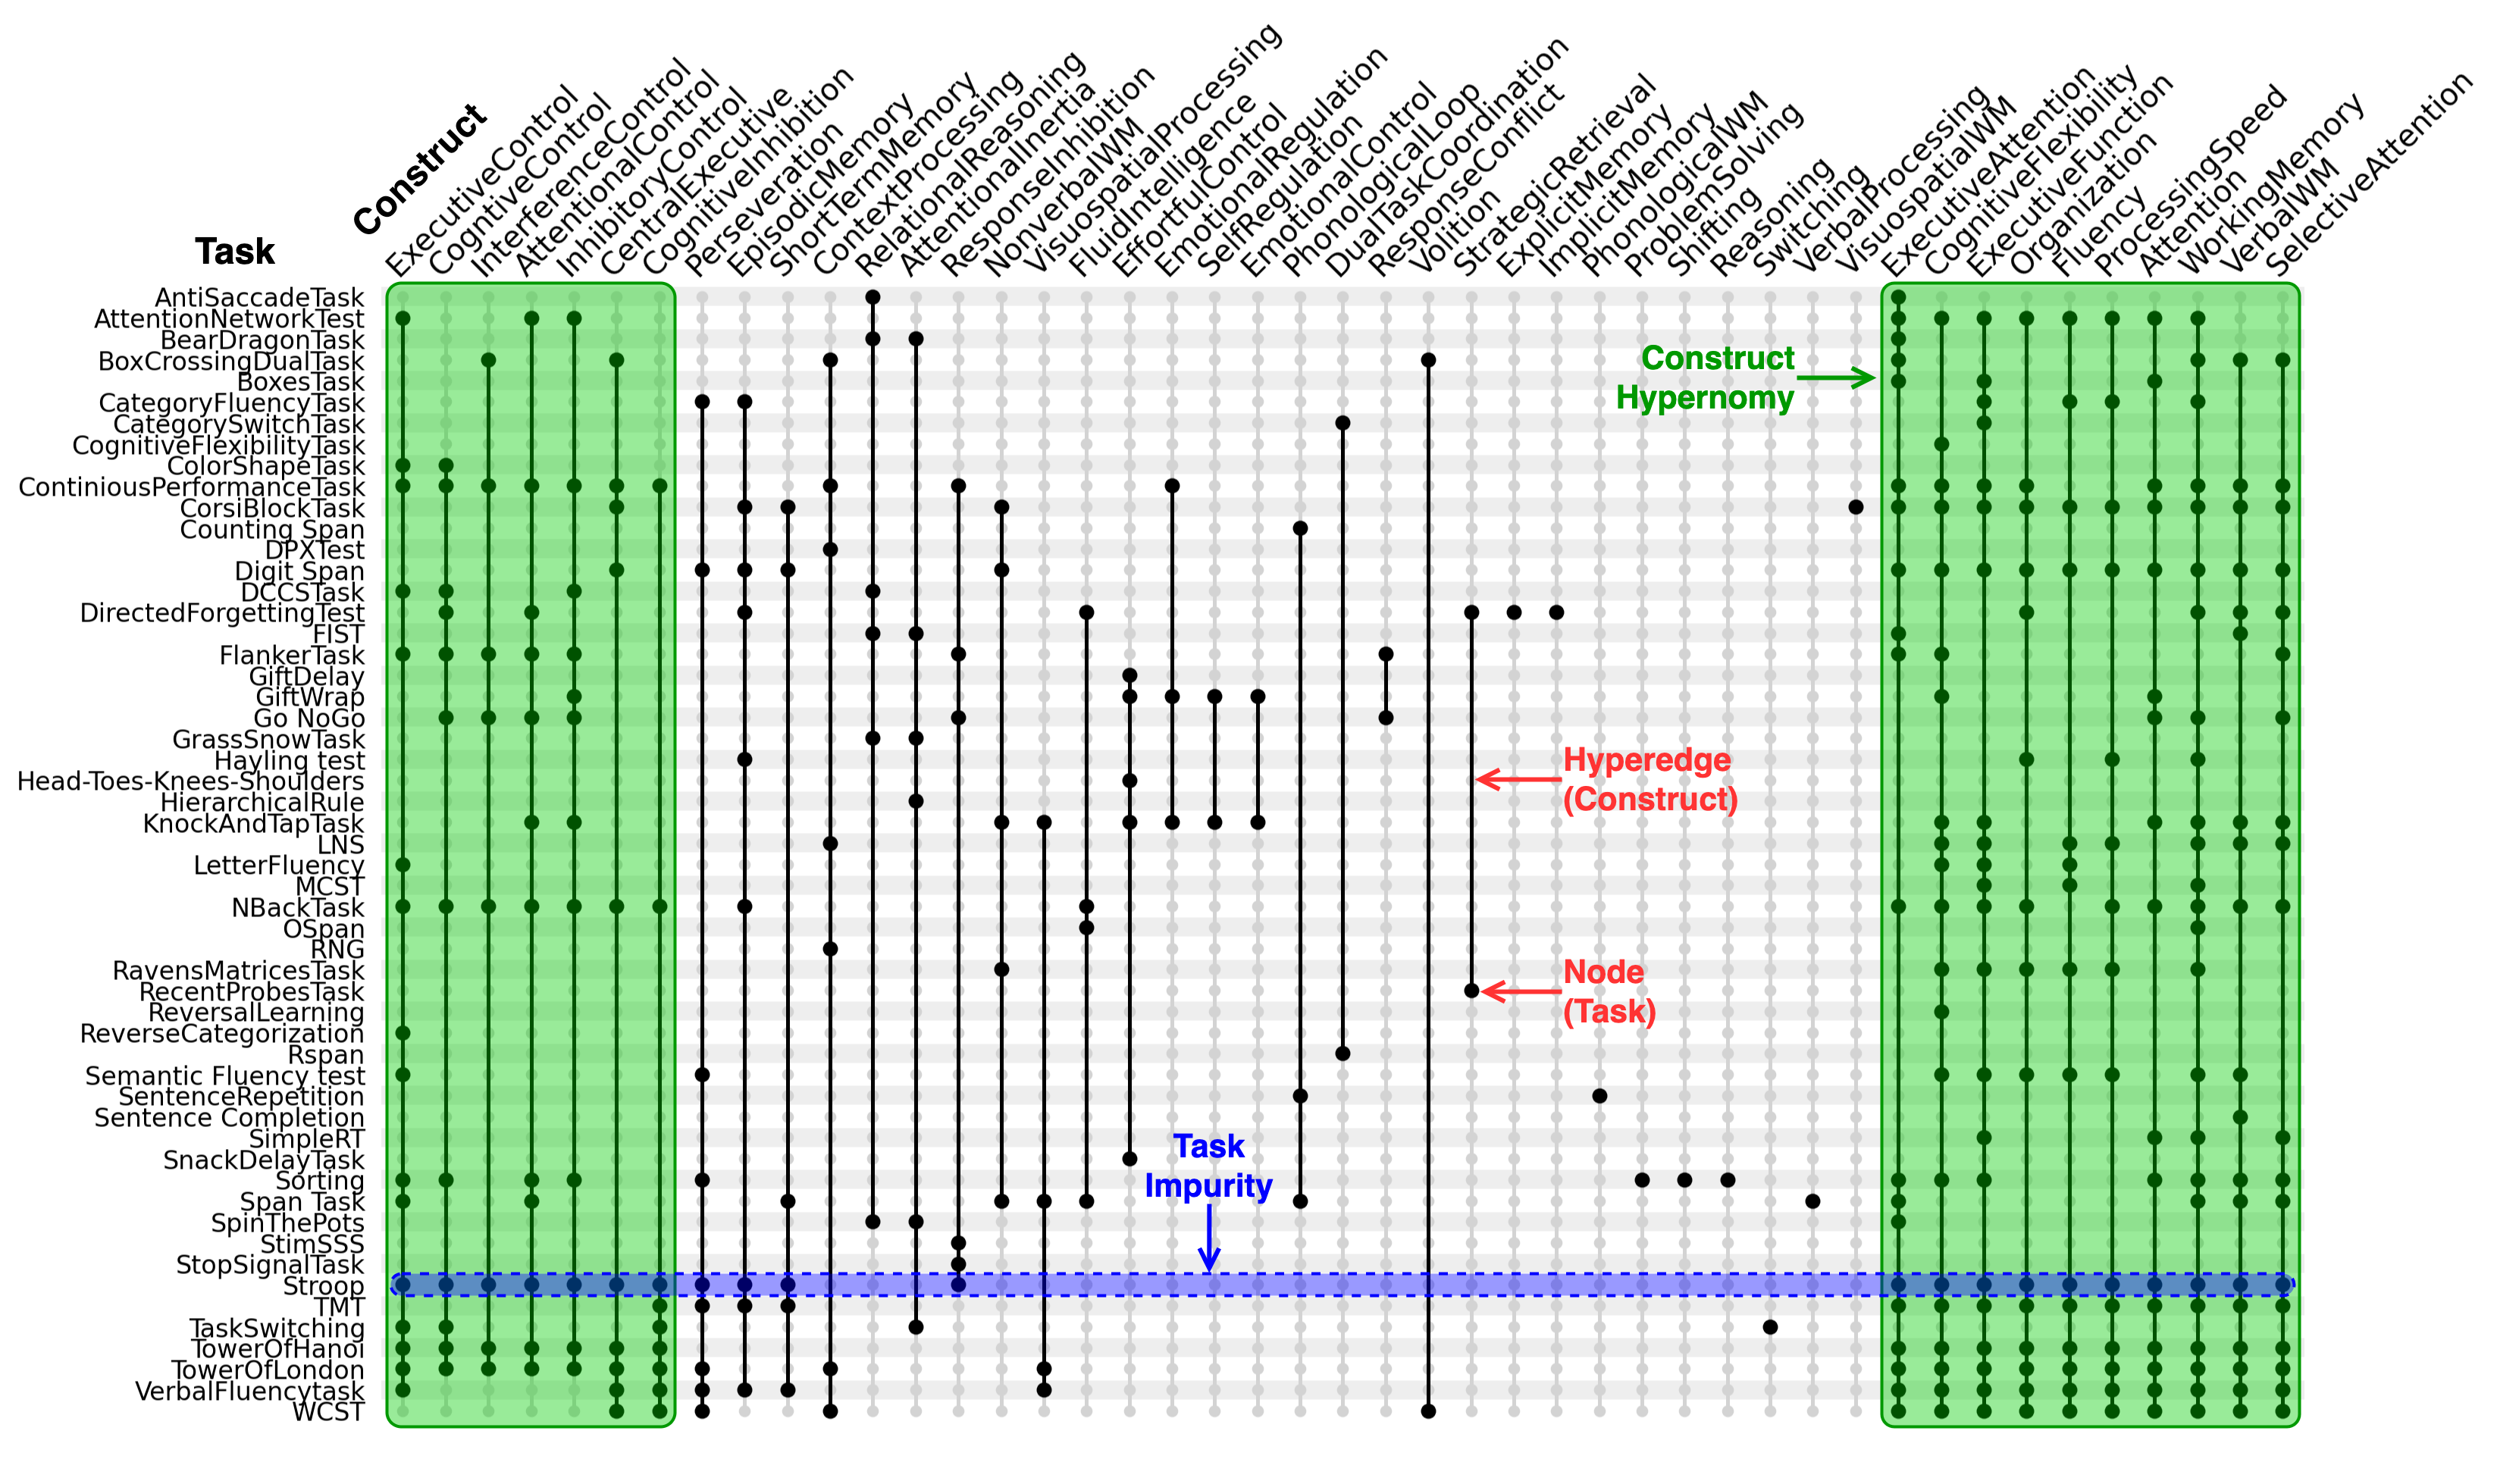 Construct
Task
ExecutiveControl
CogntiveControl
InterferenceControl
AttentionalControl
InhibitoryControl
CentralExecutive
CognitiveInhibition
Perseveration
EpisodicMemory
ShortTermMemory
ContextProcessing
RelationalReasoning
AttentionalInertia
ResponseInhibition
NonverbalWM
VisuospatialProcessing
FluidIntelligence
EffortfulControl
EmotionalRegulation
SelfRegulation
EmotionalControl
PhonologicalLoop
DualTaskCoordination
ResponseConflict
Volition
StrategicRetrieval
ExplicitMemory
ImplicitMemory
PhonologicalWM
ProblemSolving
Shifting
Reasoning
Switching
VerbalProcessing
VisuospatialWM
ExecutiveAttention
CognitiveFlexibility
ExecutiveFunction
Organization
Fluency
ProcessingSpeed
Attention
WorkingMemory
VerbalWM
SelectiveAttention
AntiSaccadeTask
AttentionNetworkTest
BearDragonTask
BoxCrossingDualTask
BoxesTask
CategoryFluencyTask
CategorySwitchTask
CognitiveFlexibilityTask
ColorShapeTask
ContiniousPerformanceTask
CorsiBlockTask
Counting Span
DPXTest
Digit Span
DCCSTask
DirectedForgettingTest
FIST
FlankerTask
GiftDelay
GiftWrap
Go NoGo
GrassSnowTask
Hayling test
Head-Toes-Knees-Shoulders
HierarchicalRule
KnockAndTapTask
LNS
LetterFluency
MCST
NBackTask
OSpan
RNG
RavensMatricesTask
RecentProbesTask
ReversalLearning
ReverseCategorization
Rspan
Semantic Fluency test
SentenceRepetition
Sentence Completion
SimpleRT
SnackDelayTask
Sorting
Span Task
SpinThePots
StimSSS
StopSignalTask
Stroop
TMT
TaskSwitching
TowerOfHanoi
TowerOfLondon
VerbalFluencytask
WCST
Construct
Hypernomy
Hyperedge
(Construct)
Node
(Task)
Task
Impurity